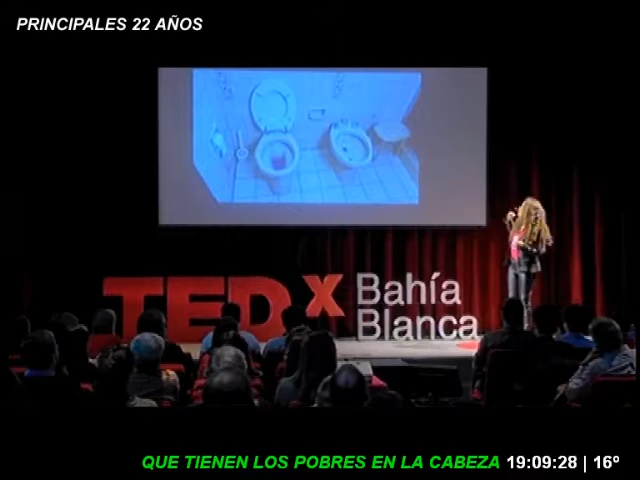 PRINCIPALES 22 AÑOS
TEDx
Bahía
Blanca
QUE TIENEN LOS POBRES EN LA CABEZA 19:09:28 | 16º